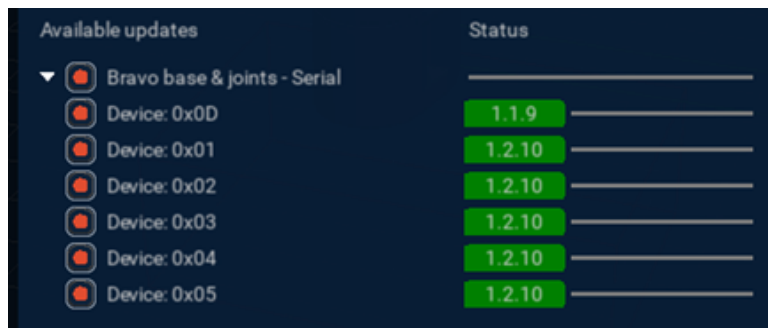 Available updates Status
Bravo base & joints - Serial
Device: 0x0D 1.1.9
Device: 0x01 1.2.10
Device: 0x02 1.2.10
Device: 0x03 1.2.10
Device: 0x04 1.2.10
Device: 0x05 1.2.10